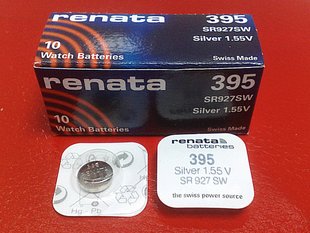 renata
395
SR927SW
10
Watch Batteries
Silver 1.55V
Swiss Made
renata
395
SR927SW
Silver 1.55V
10
Watch Batteries
Swiss Made
Hg - Pb
renata
batteries
395
Silver 1.55 V
SR 927 SW
the swiss power source